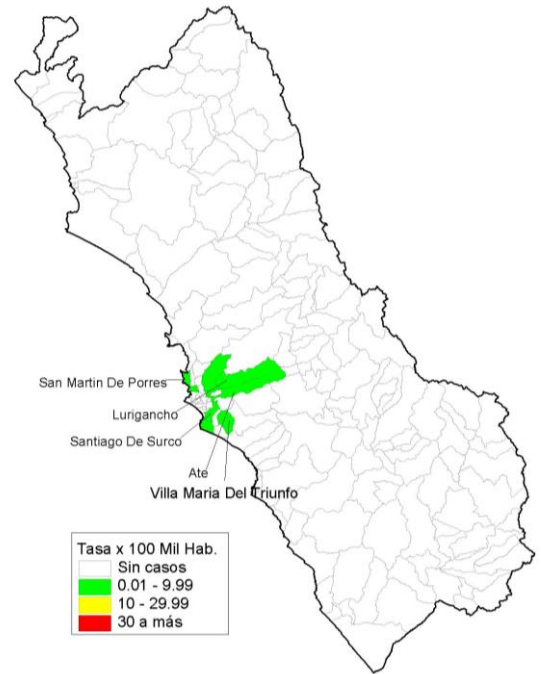 San Martin De Porres
Lurigancho
Santiago De Surco
Ate
Villa Maria Del Triunfo
Tasa x 100 Mil Hab.
Sin casos
0.01 - 9.99
10 - 29.99
30 a más